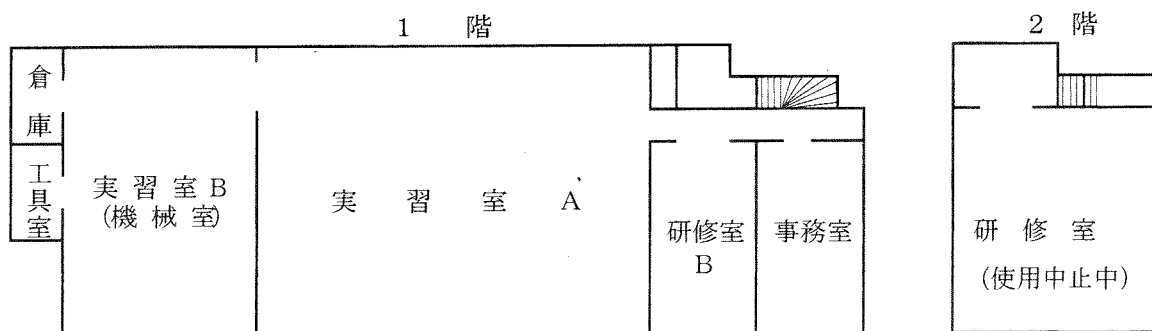 1 階
2 階
倉庫
工具室
実習室B
(機械室)
実習室A
研修室
B
事務室
研修室
(使用中止中)